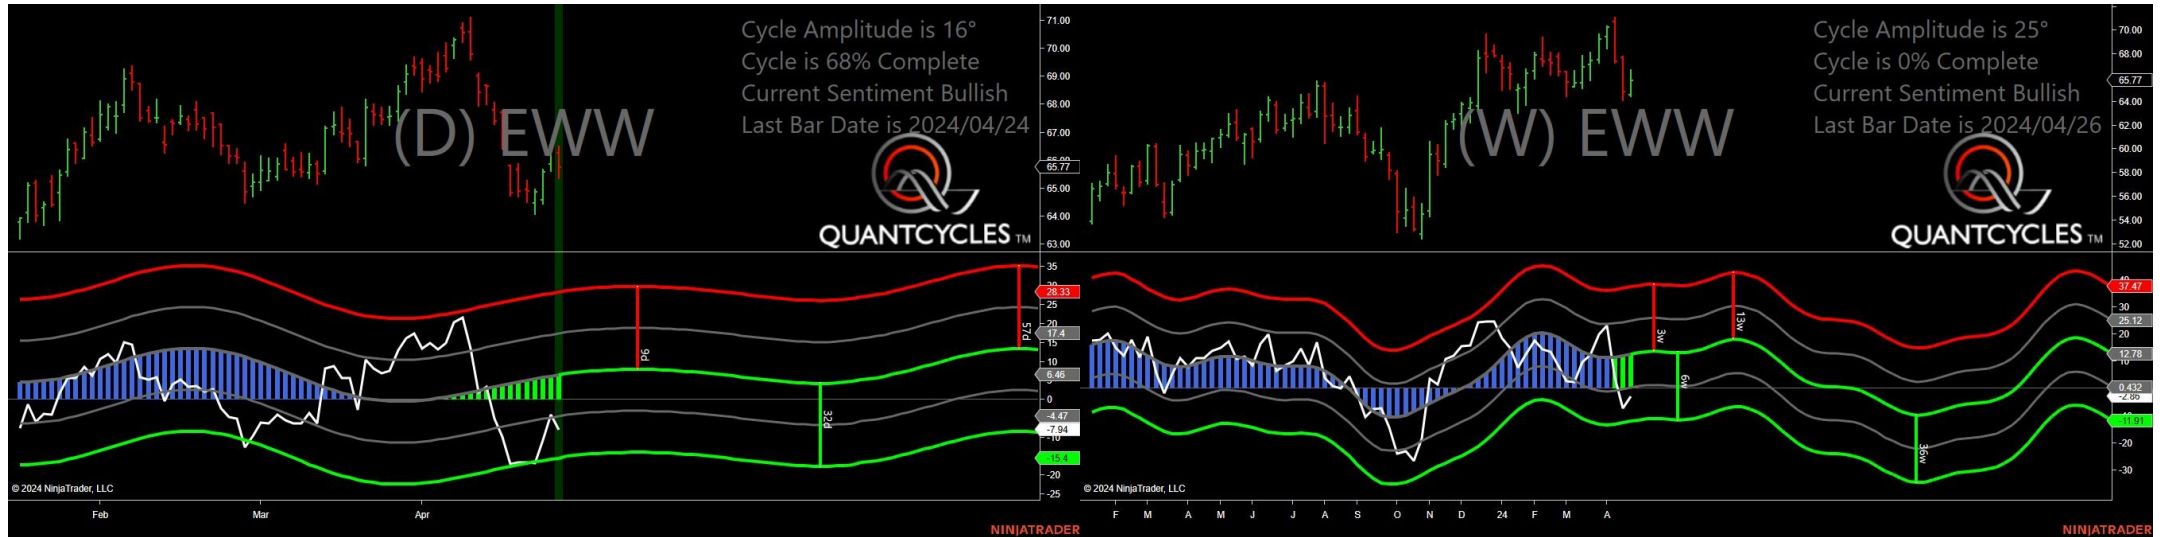 Cycle Amplitude is 16°
Cycle is 68% Complete
Current Sentiment Bullish
Last Bar Date is 2024/04/24
(D) EWW
QUANTCYCLES TM
71.00
70.00
69.00
68.00
67.00
65.77
65.00
64.00
63.00
35
28.33
25
20
17.4
15
10
6.46
0
-4.47
-7.94
-10
-15.4
-20
-25
9d
32d
57d
© 2024 NinjaTrader, LLC
Feb Mar Apr
NINJATRADER
Cycle Amplitude is 25°
Cycle is 0% Complete
Current Sentiment Bullish
Last Bar Date is 2024/04/26
(W) EWW
QUANTCYCLES TM
70.00
68.00
65.77
64.00
62.00
60.00
58.00
56.00
54.00
52.00
37.47
30
25.12
20
12.78
0.432
-2.86
-11.91
-20
-30
3w
13w
6w
36w
© 2024 NinjaTrader, LLC
F M A M J J A S O N D 24 F M A
NINJATRADER